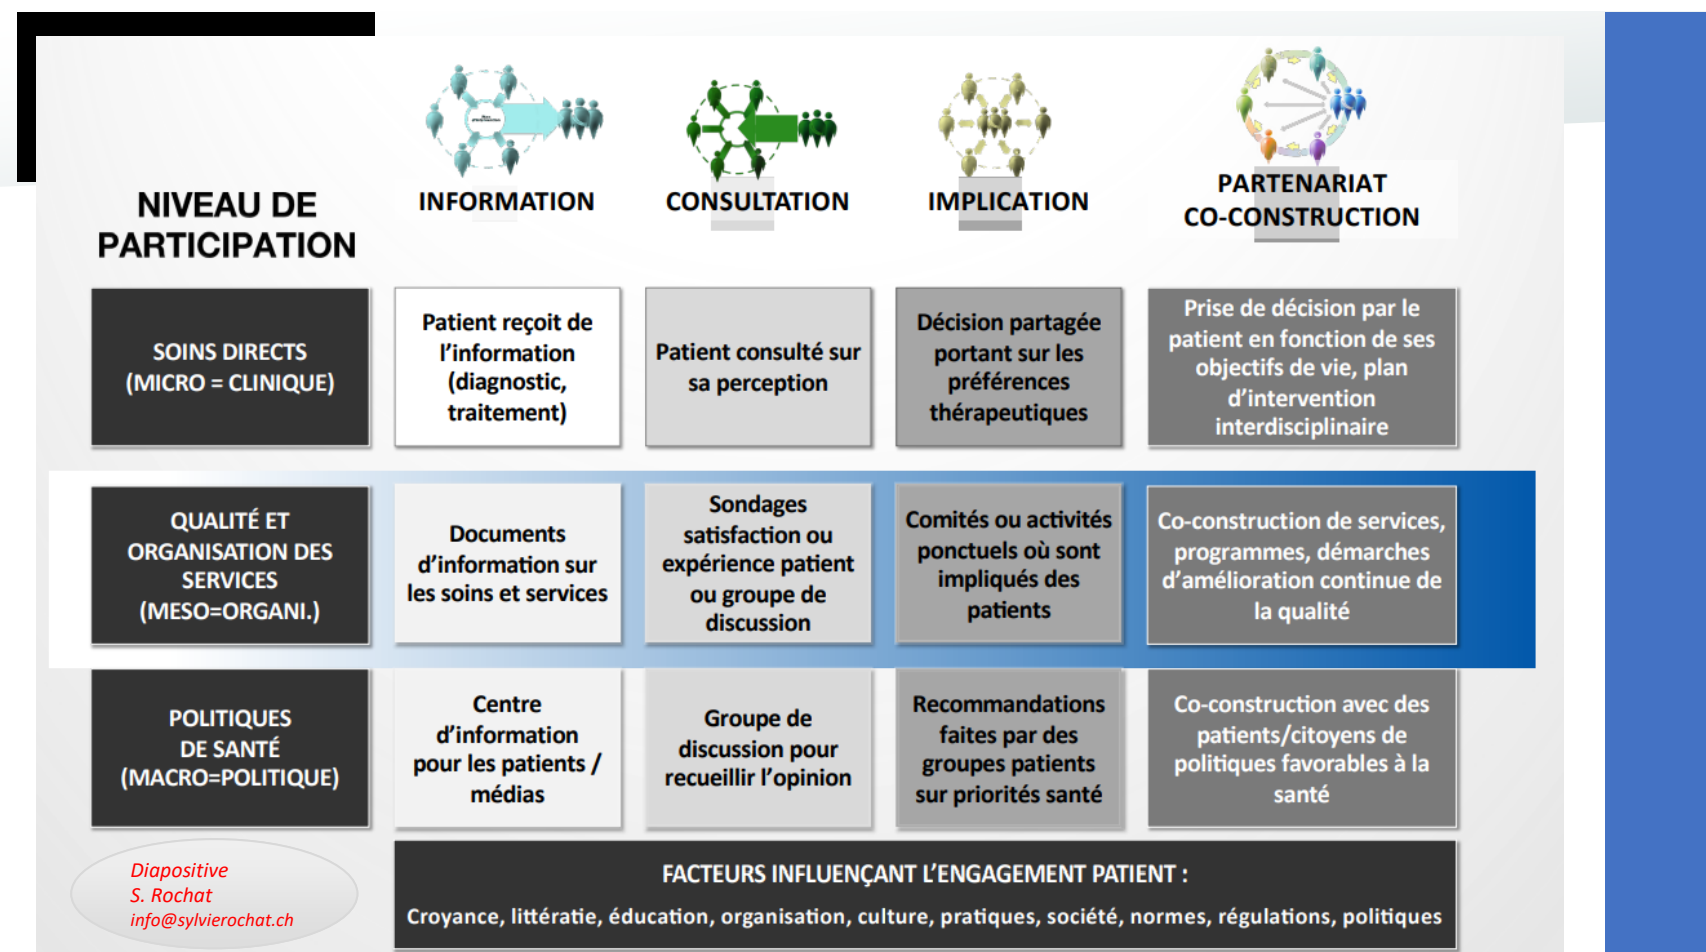 NIVEAU DE
PARTICIPATION
INFORMATION
CONSULTATION
IMPLICATION
PARTENARIAT
CO-CONSTRUCTION
SOINS DIRECTS
(MICRO = CLINIQUE)
Patient reçoit de
l’information
(diagnostic,
traitement)
Patient consulté sur
sa perception
Décision partagée
portant sur les
préférences
thérapeutiques
Prise de décision par le
patient en fonction de ses
objectifs de vie, plan
d’intervention
interdisciplinaire
QUALITÉ ET
ORGANISATION DES
SERVICES
(MESO=ORGANI.)
Documents
d’information sur
les soins et services
Sondages
satisfaction ou
expérience patient
ou groupe de
discussion
Comités ou activités
ponctuels où sont
impliqués des
patients
Co-construction de services,
programmes, démarches
d’amélioration continue de
la qualité
POLITIQUES
DE SANTÉ
(MACRO=POLITIQUE)
Centre
d’information
pour les patients /
médias
Groupe de
discussion pour
recueillir l’opinion
Recommandations
faites par des
groupes patients
sur priorités santé
Co-construction avec des
patients/citoyens de
politiques favorables à la
santé
Diapositive
S. Rochat
info@sylvierochat.ch
FACTEURS INFLUENÇANT L’ENGAGEMENT PATIENT :
Croyance, littératie, éducation, organisation, culture, pratiques, société, normes, régulations, politiques